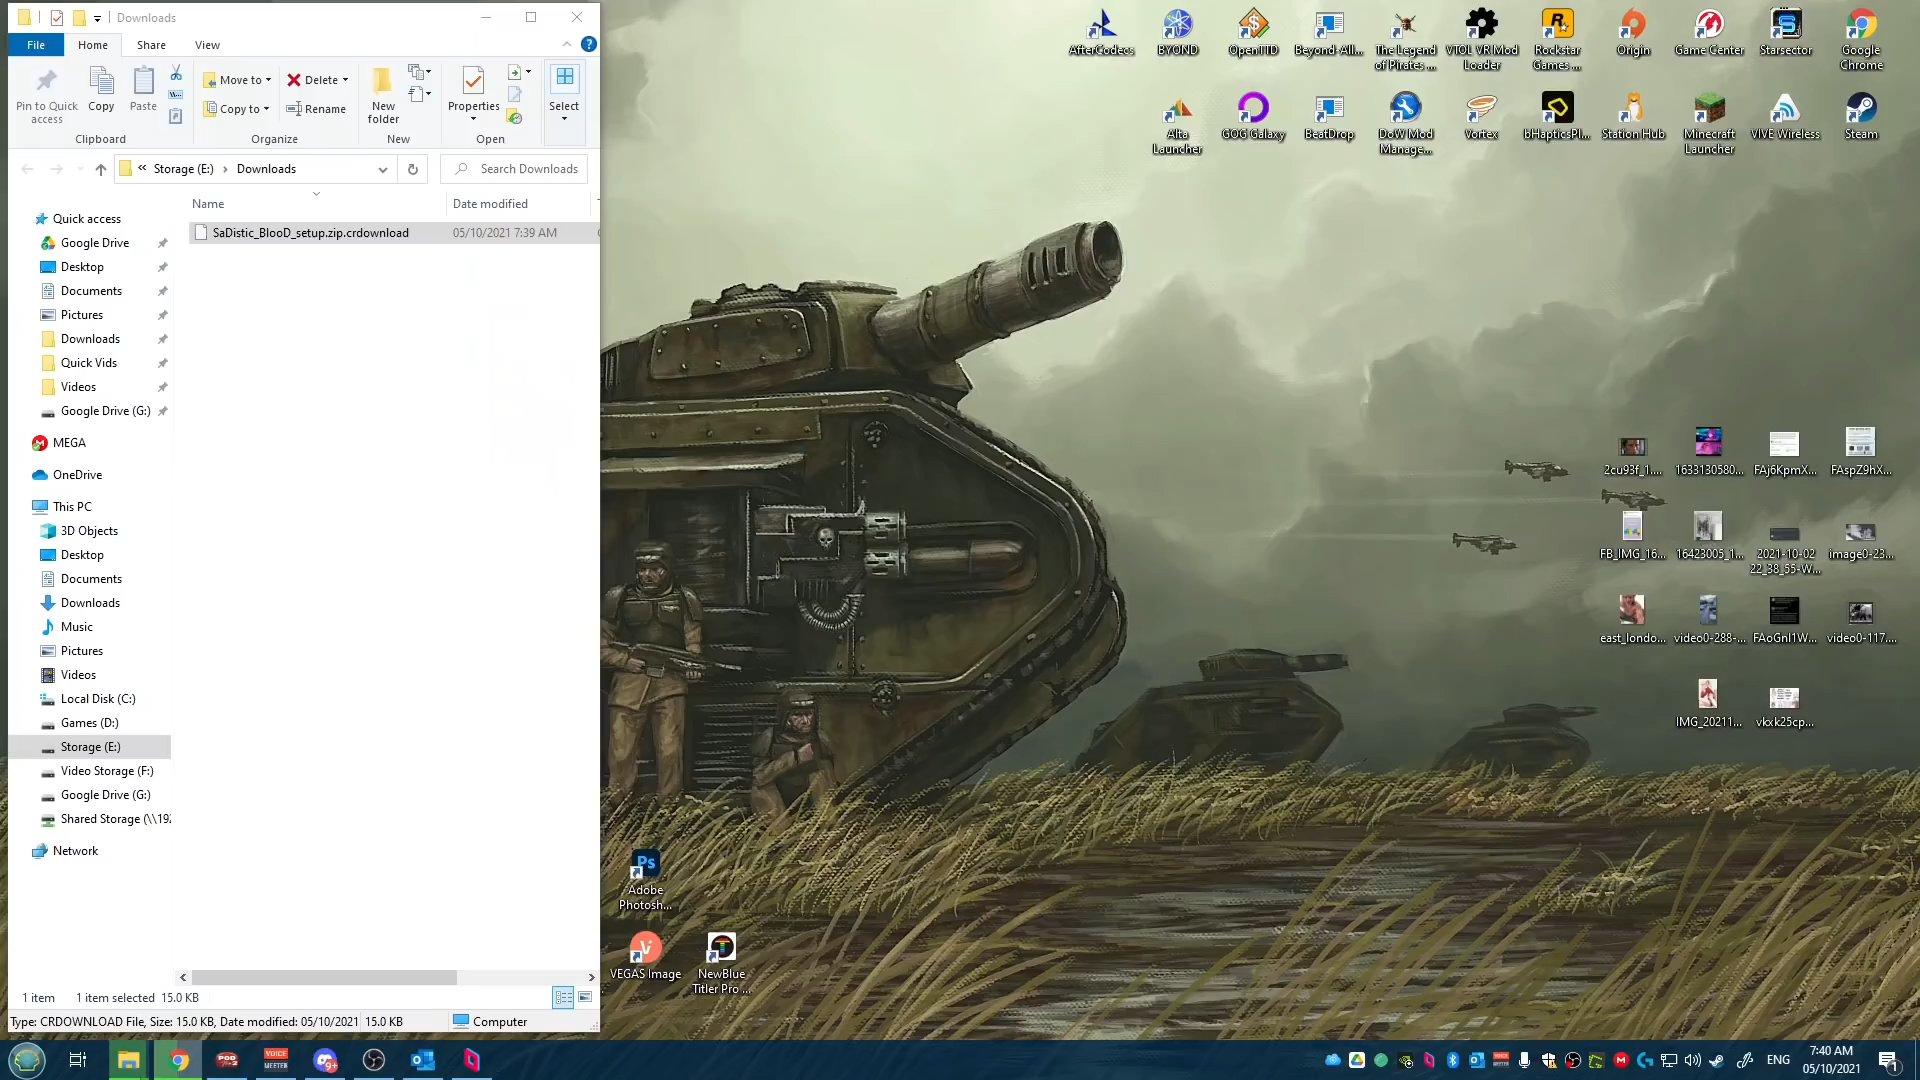 Downloads
File
Home
Share
View
Pin to Quick
access
Copy
Paste
Move to
Copy to
Delete
Rename
New
folder
Properties
Select
Clipboard
Organize
New
Open
« Storage (E:) › Downloads
Search Downloads
Name
Date modified
SaDistic_BlooD_setup.zip.crdownload
05/10/2021 7:39 AM
Quick access
Google Drive
Desktop
Documents
Pictures
Downloads
Quick Vids
Videos
Google Drive (G:)
MEGA
OneDrive
This PC
3D Objects
Desktop
Documents
Downloads
Music
Pictures
Videos
Local Disk (C:)
Games (D:)
Storage (E:)
Video Storage (F:)
Google Drive (G:)
Shared Storage (\\192
Network
1 item
1 item selected 15.0 KB
Type: CRDOWNLOAD File, Size: 15.0 KB, Date modified: 05/10/2021
15.0 KB
Computer
AfterCodecs
BYOND
OpenTTD
Beyond-All...
The Legend
of Pirates ...
VTOL VR Mod
Loader
Rockstar
Games ...
Origin
Game Center
Starsector
Google
Chrome
Alta
Launcher
GOG Galaxy
BeatDrop
DoW Mod
Manage...
Vortex
bHapticsPl...
Station Hub
Minecraft
Launcher
VIVE Wireless
Steam
2cu93f_1....
1633130580...
FAj6KpmX...
FAspZ9hX...
FB_IMG_16...
16423005_1...
2021-10-02
22_38_55-W...
image0-23...
east_londo...
video0-288-...
FAoGnl1W...
video0-117....
IMG_20211...
vkxk25cp...
Ps
Adobe
Photosh...
VEGAS Image
NewBlue
Titler Pro ...
VOICE
MEETER
9+
ENG
7:40 AM
05/10/2021
1